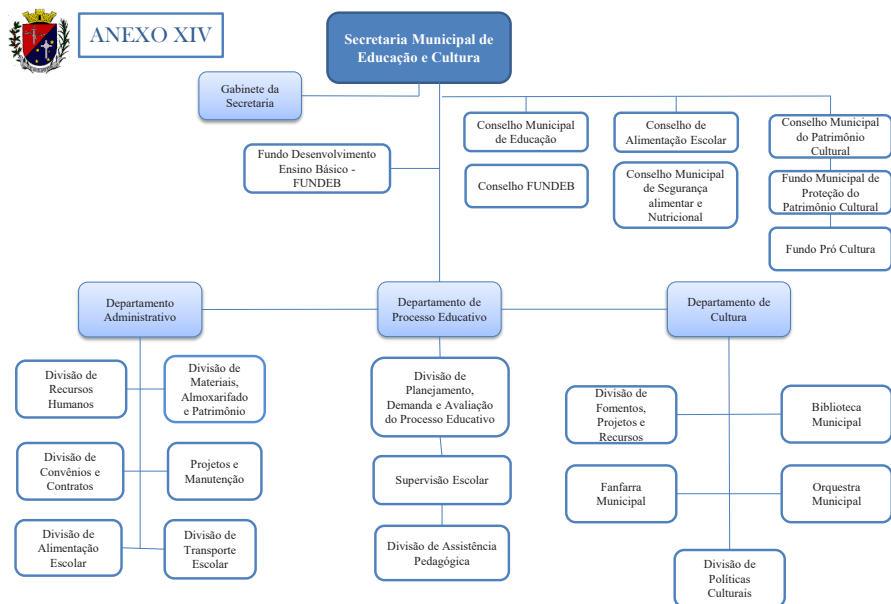 ANEXO XIV
Secretaria Municipal de
Educação e Cultura
Gabinete da
Secretaria
Conselho Municipal
de Educação
Conselho de
Alimentação Escolar
Conselho Municipal
do Patrimônio
Cultural
Fundo Desenvolvimento
Ensino Básico -
FUNDEB
Conselho FUNDEB
Conselho Municipal
de Segurança
alimentar e
Nutricional
Fundo Municipal de
Proteção do
Patrimônio Cultural
Fundo Pró Cultura
Departamento
Administrativo
Departamento de
Processo Educativo
Departamento de
Cultura
Divisão de
Recursos
Humanos
Divisão de
Materiais,
Almoxarifado e
Patrimônio
Divisão de
Planejamento,
Demanda e Avaliação
do Processo Educativo
Divisão de
Fomentos,
Projetos e
Recursos
Biblioteca
Municipal
Divisão de
Convênios e
Contratos
Projetos e
Manutenção
Supervisão Escolar
Fanfarra
Municipal
Orquestra
Municipal
Divisão de
Alimentação
Escolar
Divisão de
Transporte
Escolar
Divisão de Assistência
Pedagógica
Divisão de
Políticas
Culturais